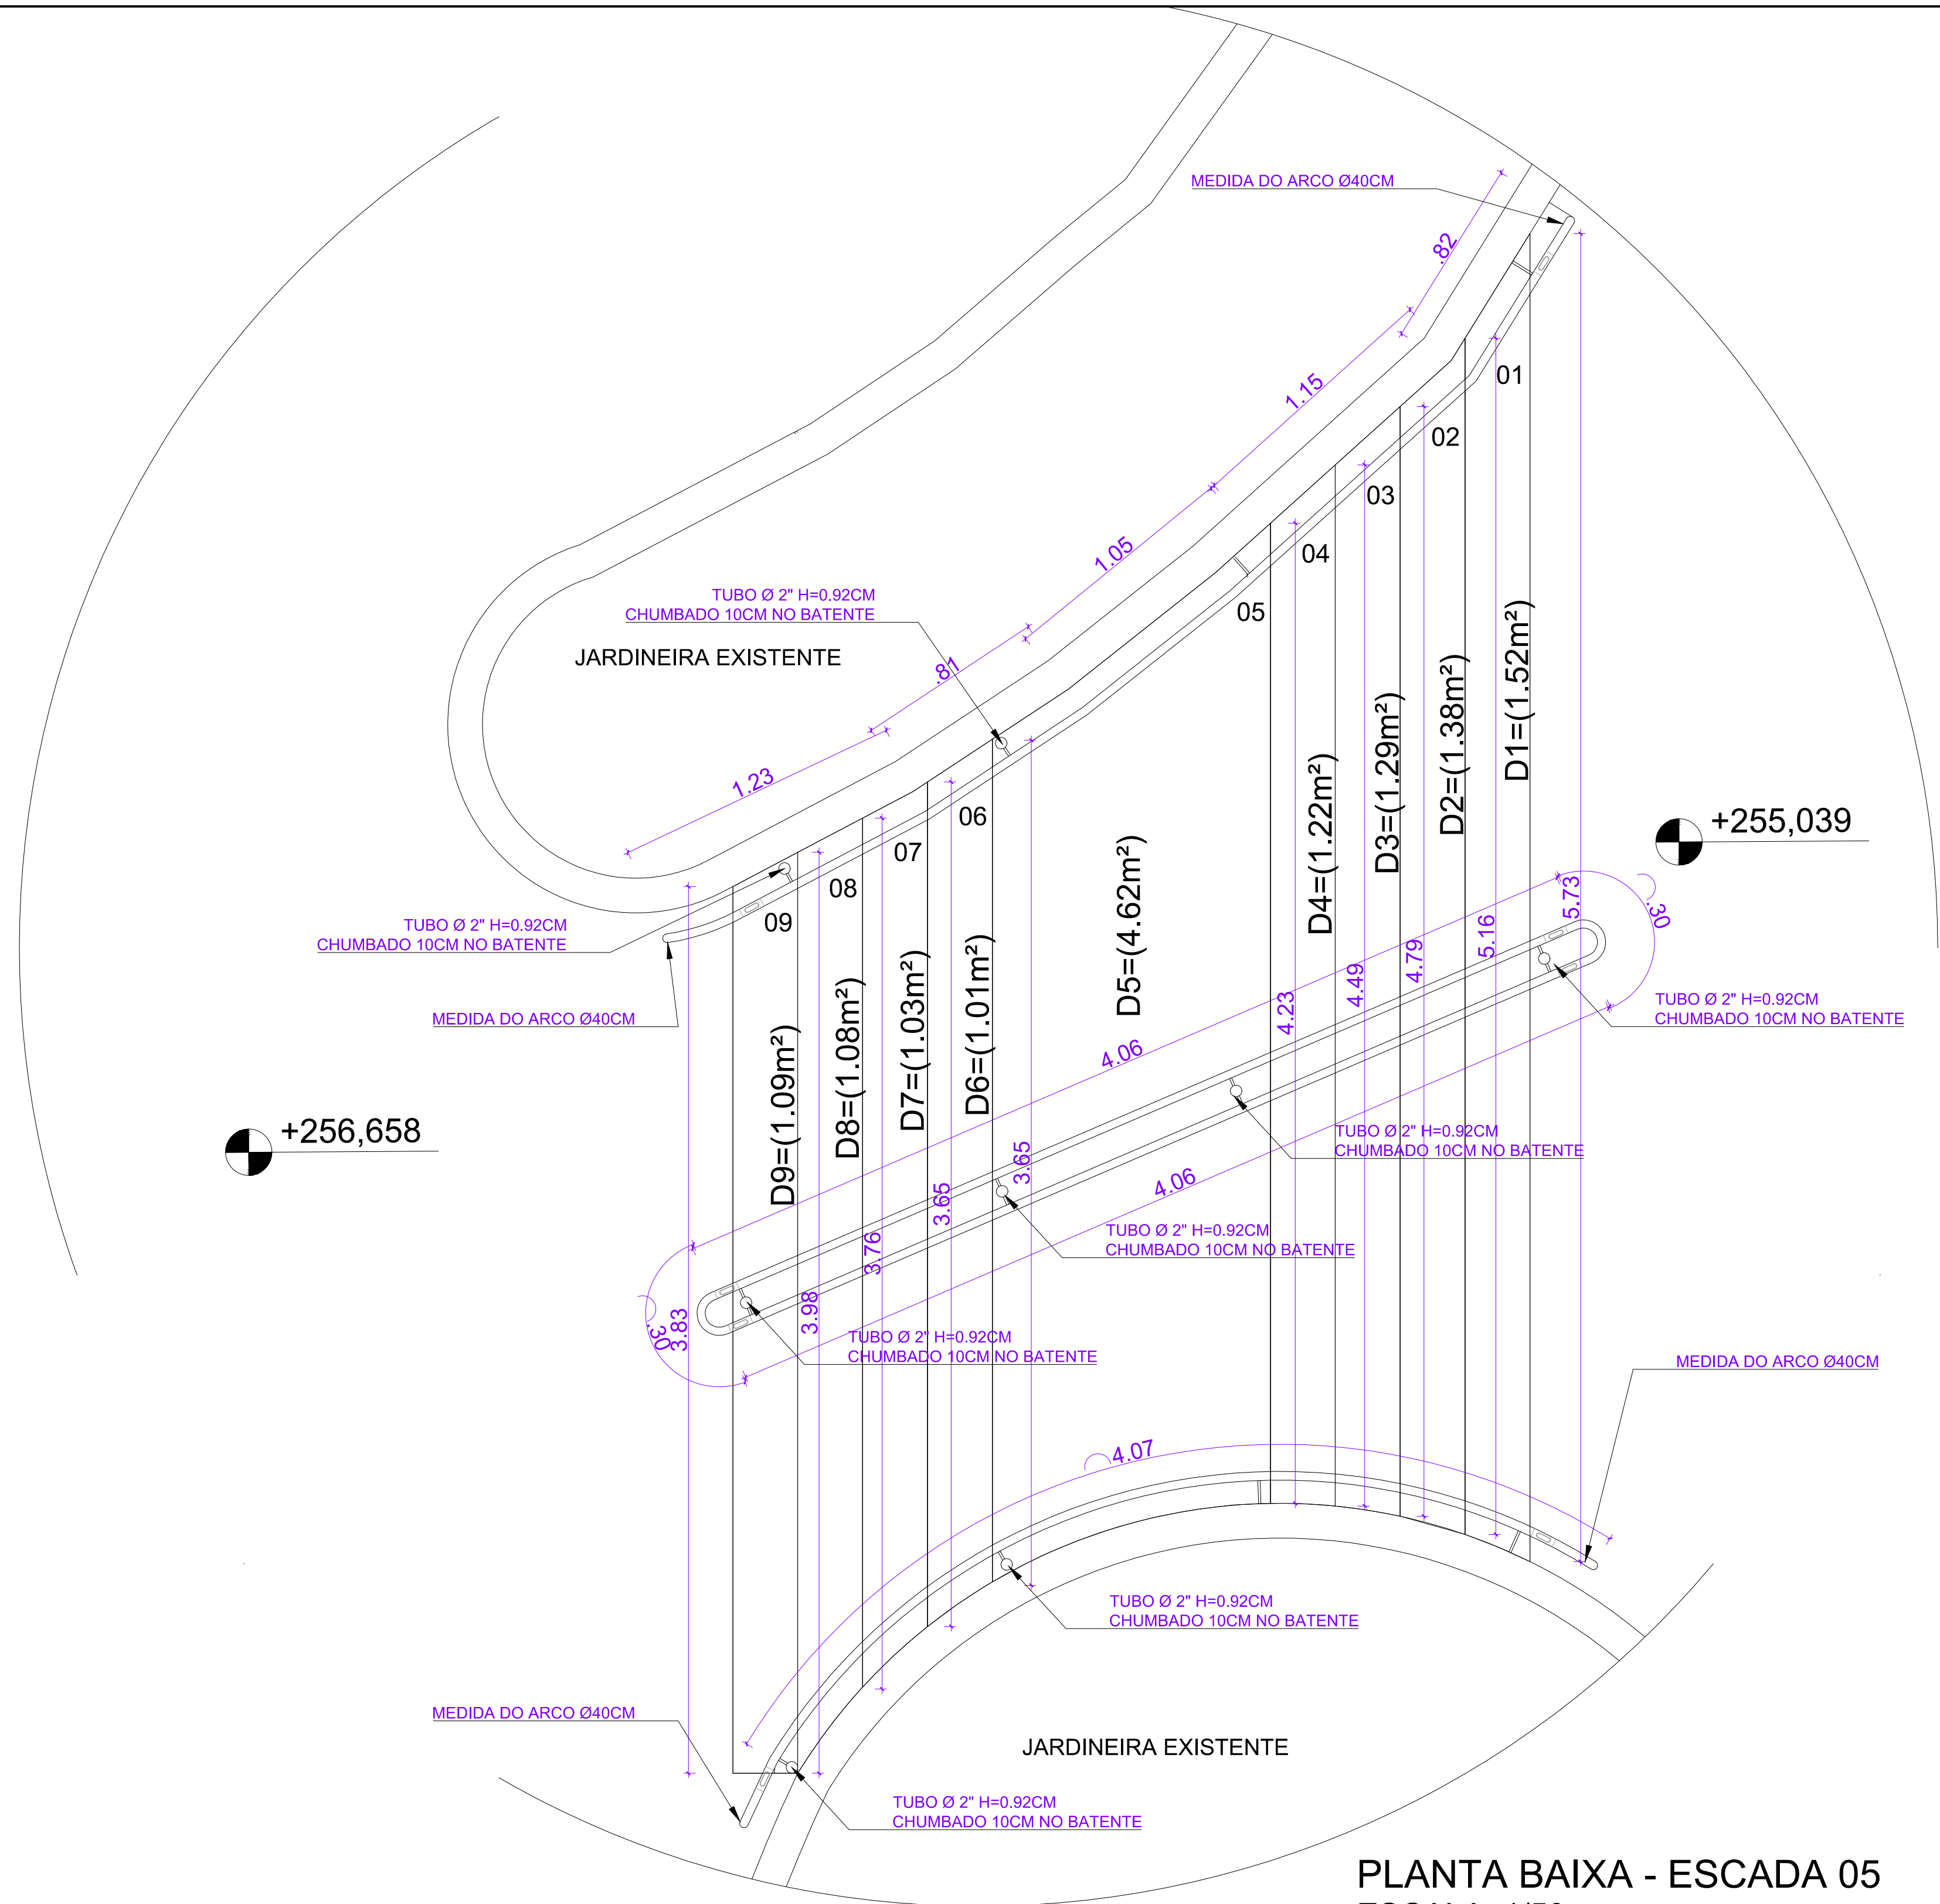 MEDIDA DO ARCO Ø40CM
.82
01
1.15
02
03
1.05
04
TUBO Ø 2" H=0.92CM
CHUMBADO 10CM NO BATENTE
05
JARDINEIRA EXISTENTE
.81
1.23
06
07
08
09
D1=(1.52m²)
D2=(1.38m²)
D3=(1.29m²)
D4=(1.22m²)
D5=(4.62m²)
D6=(1.01m²)
D7=(1.03m²)
D8=(1.08m²)
D9=(1.09m²)
+255,039
TUBO Ø 2" H=0.92CM
CHUMBADO 10CM NO BATENTE
5.73
.30
5.16
4.79
4.49
4.23
MEDIDA DO ARCO Ø40CM
TUBO Ø 2" H=0.92CM
CHUMBADO 10CM NO BATENTE
4.06
+256,658
TUBO Ø 2" H=0.92CM
CHUMBADO 10CM NO BATENTE
3.65
3.65
4.06
TUBO Ø 2" H=0.92CM
CHUMBADO 10CM NO BATENTE
3.76
3.98
3.83
.30
TUBO Ø 2" H=0.92CM
CHUMBADO 10CM NO BATENTE
MEDIDA DO ARCO Ø40CM
4.07
TUBO Ø 2" H=0.92CM
CHUMBADO 10CM NO BATENTE
MEDIDA DO ARCO Ø40CM
JARDINEIRA EXISTENTE
TUBO Ø 2" H=0.92CM
CHUMBADO 10CM NO BATENTE
PLANTA BAIXA - ESCADA 05